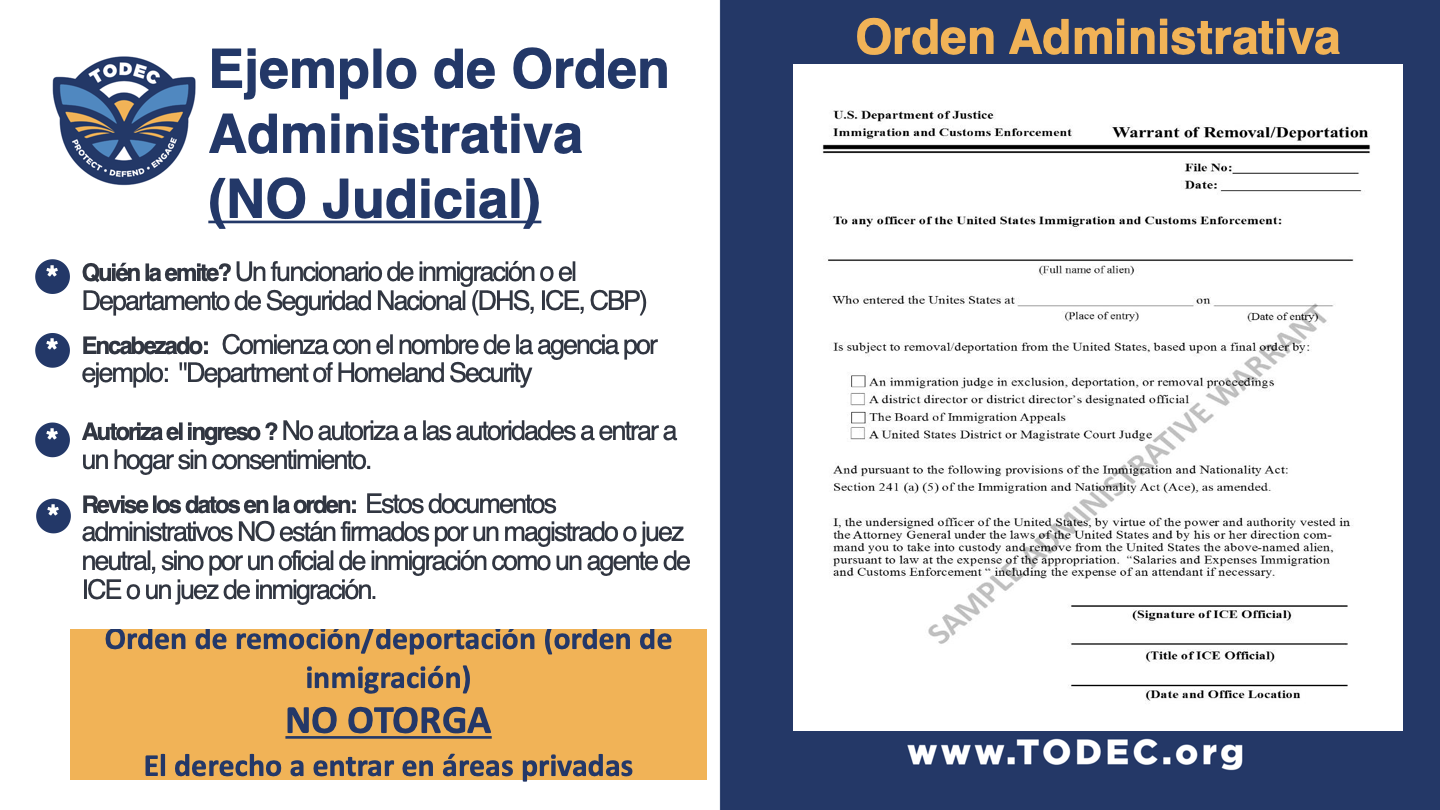 TODEC
PROTECT • DEFEND • ENGAGE
Ejemplo de Orden
Administrativa
(NO Judicial)
* Quién la emite? Un funcionario de inmigración o el
Departamento de Seguridad Nacional (DHS, ICE, CBP)
* Encabezado: Comienza con el nombre de la agencia por
ejemplo: "Department of Homeland Security
* Autoriza el ingreso ? No autoriza a las autoridades a entrar a
un hogar sin consentimiento.
* Revise los datos en la orden: Estos documentos
administrativos NO están firmados por un magistrado o juez
neutral, sino por un oficial de inmigración como un agente de
ICE o un juez de inmigración.
Orden de remoción/deportación (orden de
inmigración)
NO OTORGA
El derecho a entrar en áreas privadas
Orden Administrativa
U.S. Department of Justice
Immigration and Customs Enforcement
Warrant of Removal/Deportation
File No:
Date:
To any officer of the United States Immigration and Customs Enforcement:
(Full name of alien)
Who entered the Unites States at on
(Place of entry) (Date of entry)
Is subject to removal/deportation from the United States, based upon a final order by:
An immigration judge in exclusion, deportation, or removal proceedings
A district director or district director's designated official
The Board of Immigration Appeals
A United States District or Magistrate Court Judge
And pursuant to the following provisions of the Immigration and Nationality Act:
Section 241 (a) (5) of the Immigration and Nationality Act (Ace), as amended.
I, the undersigned officer of the United States, by virtue of the power and authority vested in
the Attorney General under the laws of the United States and by his or her direction com-
mand you to take into custody and remove from the United States the above-named alien,
pursuant to law at the expense of the appropriation. "Salaries and Expenses Immigration
and Customs Enforcement " including the expense of an attendant if necessary.
SAMPLE ADMINISTRATIVE WARRANT
(Signature of ICE Official)
(Title of ICE Official)
(Date and Office Location
www.TODEC.org